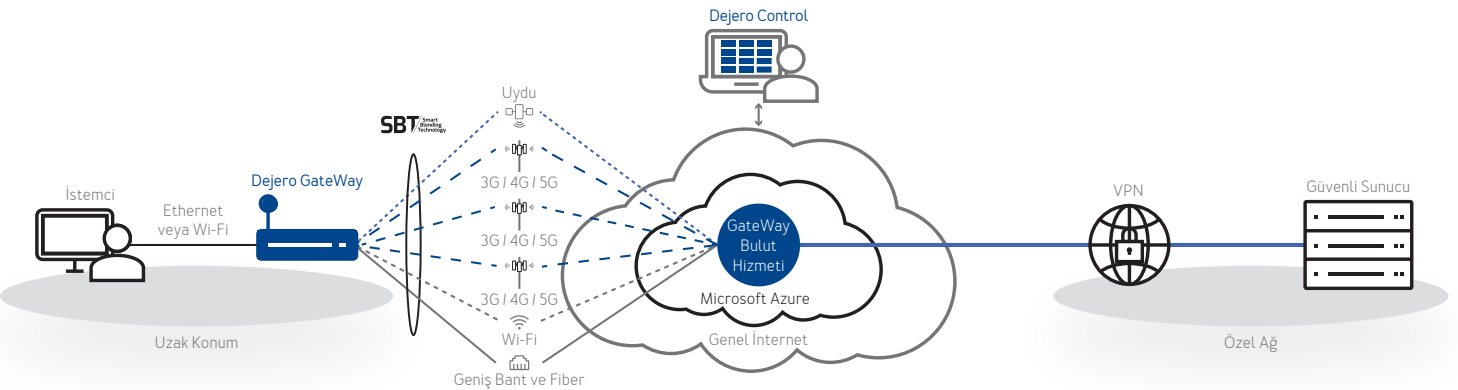 Dejero Control
Uydu
SBT
Smart
Blending
Technology
3G / 4G / 5G
İstemci
Dejero GateWay
Ethernet
veya Wi-Fi
3G / 4G / 5G
3G / 4G / 5G
Wi-Fi
Geniş Bant ve Fiber
Uzak Konum
GateWay
Bulut
Hizmeti
Microsoft Azure
Genel İnternet
VPN
Güvenli Sunucu
Özel Ağ